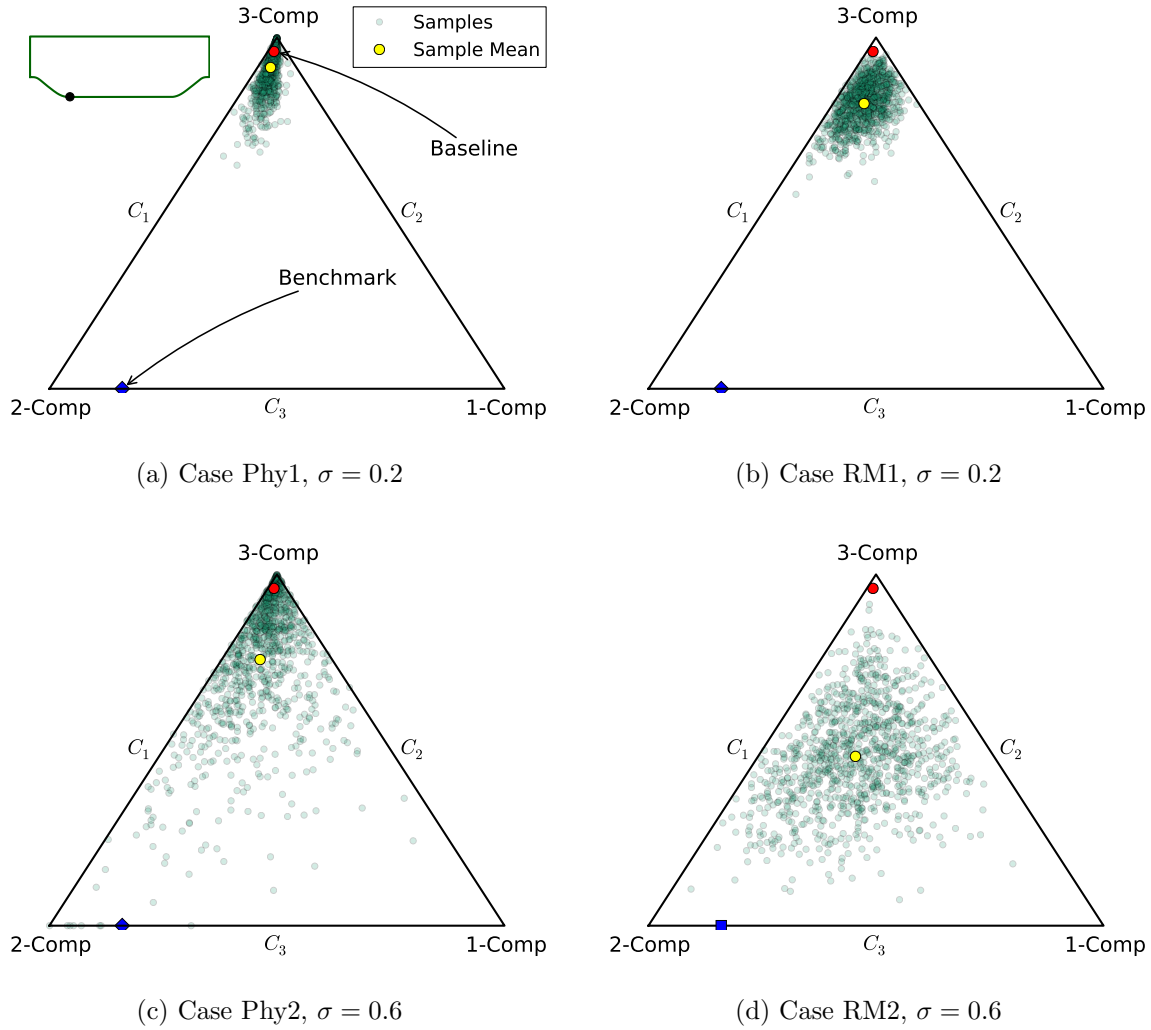 3-Comp
Samples
Sample Mean
Baseline
C₁
C₂
Benchmark
2-Comp
C₃
1-Comp
(a) Case Phy1, σ = 0.2
3-Comp
C₁
C₂
2-Comp
C₃
1-Comp
(b) Case RM1, σ = 0.2
3-Comp
C₁
C₂
2-Comp
C₃
1-Comp
(c) Case Phy2, σ = 0.6
3-Comp
C₁
C₂
2-Comp
C₃
1-Comp
(d) Case RM2, σ = 0.6